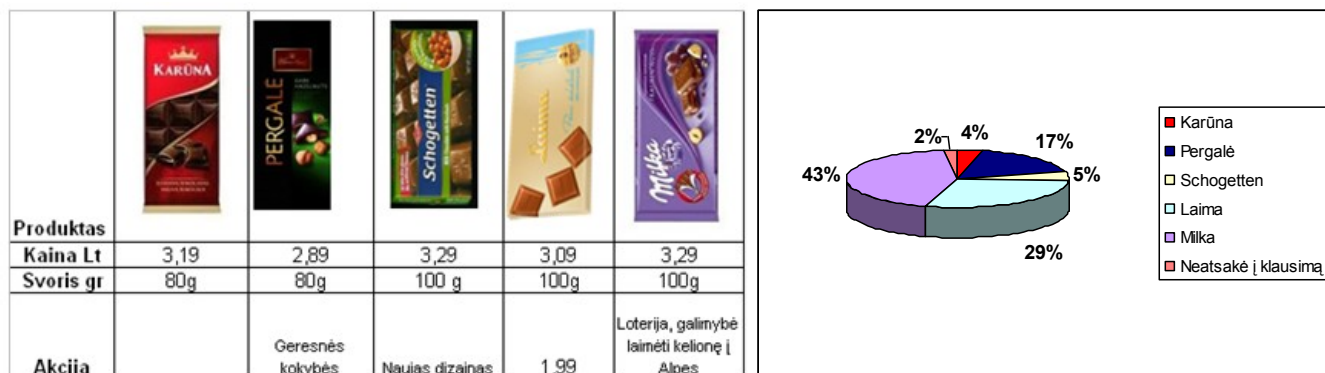 KARŪNA
PERGALĖ
Schogetten
Laima
Milka
Produktas
Kaina Lt 3,19 2,89 3,29 3,09 3,29
Svoris gr 80g 80g 100 g 100g 100g
Akcija Geresnės kokybės Naujas dizainas 1,99 Loterija, galimybė laimėti kelionę į Alpes
2% 4% 17%
43% 5%
29%
Karūna
Pergalė
Schogetten
Laima
Milka
Neatsakė į klausimą